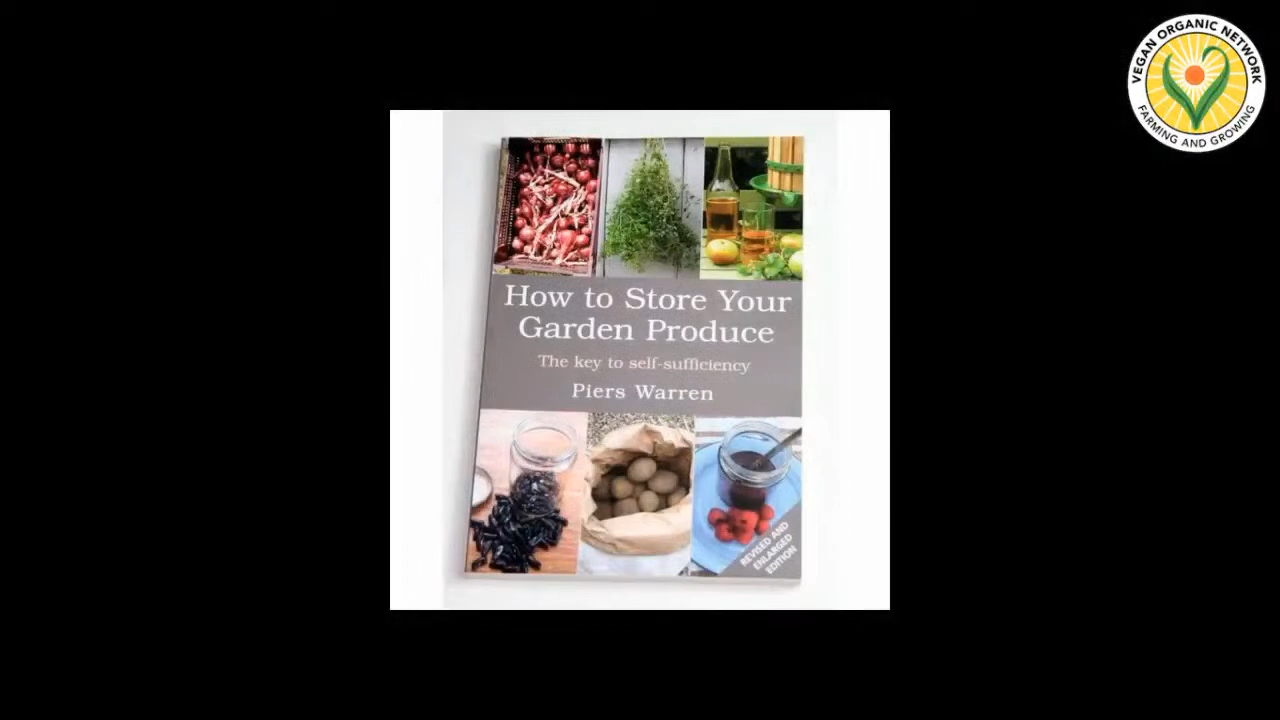 VEGAN ORGANIC NETWORK
FARMING AND GROWING
How to Store Your
Garden Produce
The key to self-sufficiency
Piers Warren
REVISED AND
ENLARGED
EDITION